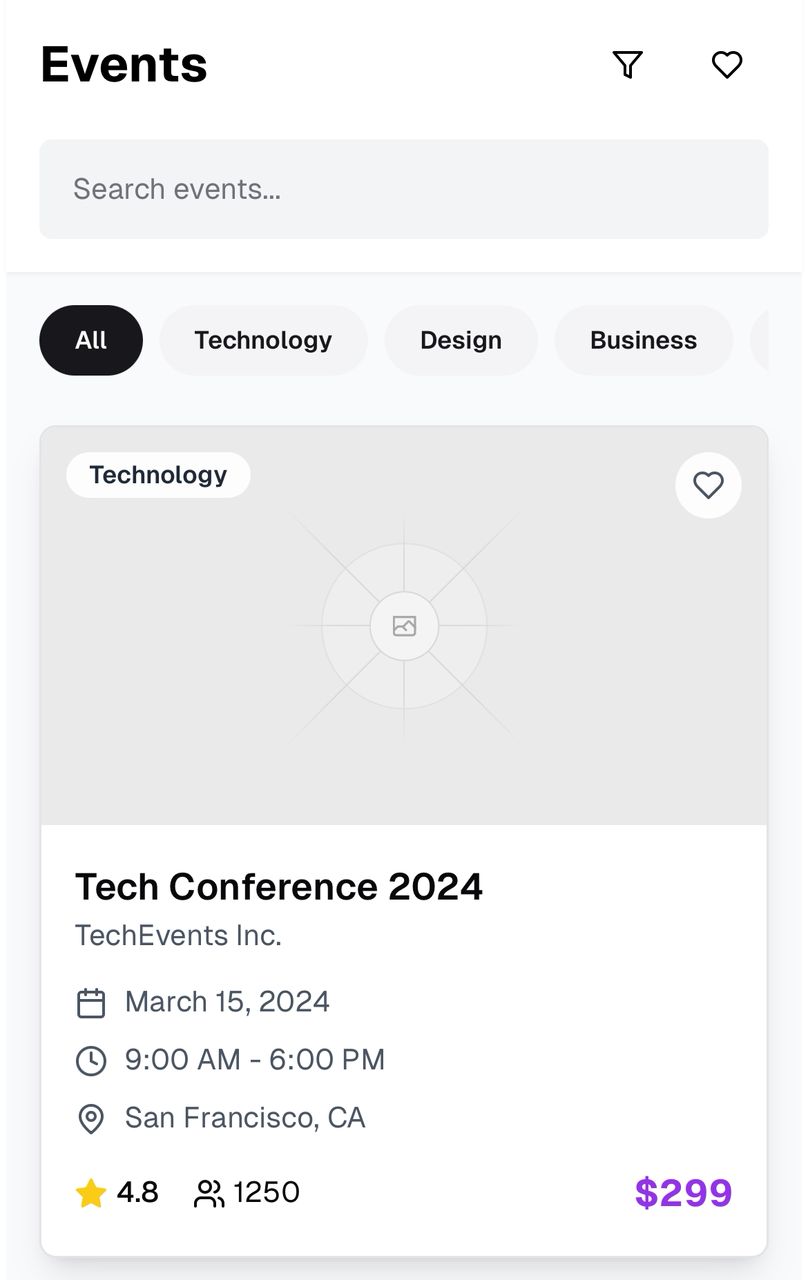 Events
Search events...
All Technology Design Business
Technology
Tech Conference 2024
TechEvents Inc.
March 15, 2024
9:00 AM - 6:00 PM
San Francisco, CA
4.8 1250 $299